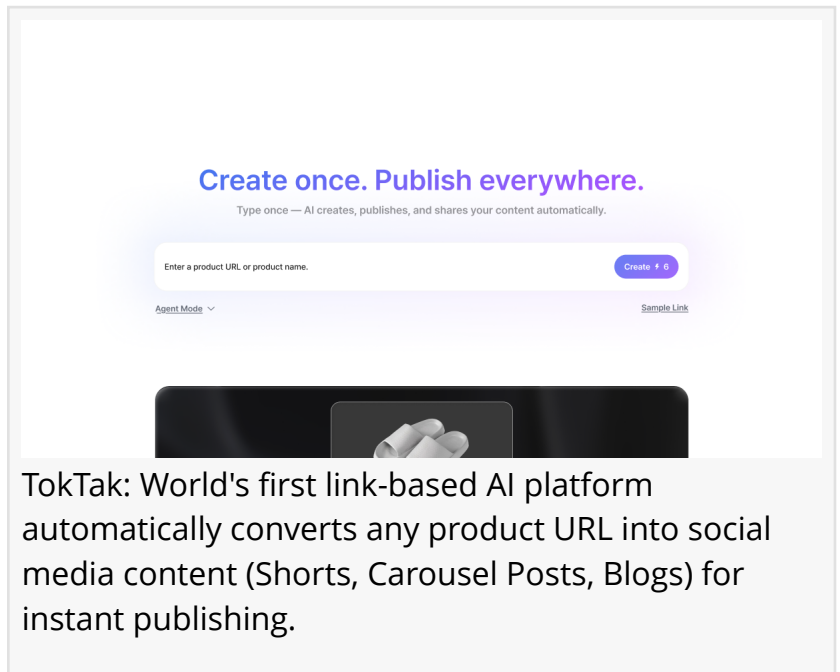 Create once. Publish everywhere.
Type once — AI creates, publishes, and shares your content automatically.
Enter a product URL or product name.
Create 6
Agent Mode
Sample Link
TokTak: World's first link-based AI platform
automatically converts any product URL into social
media content (Shorts, Carousel Posts, Blogs) for
instant publishing.